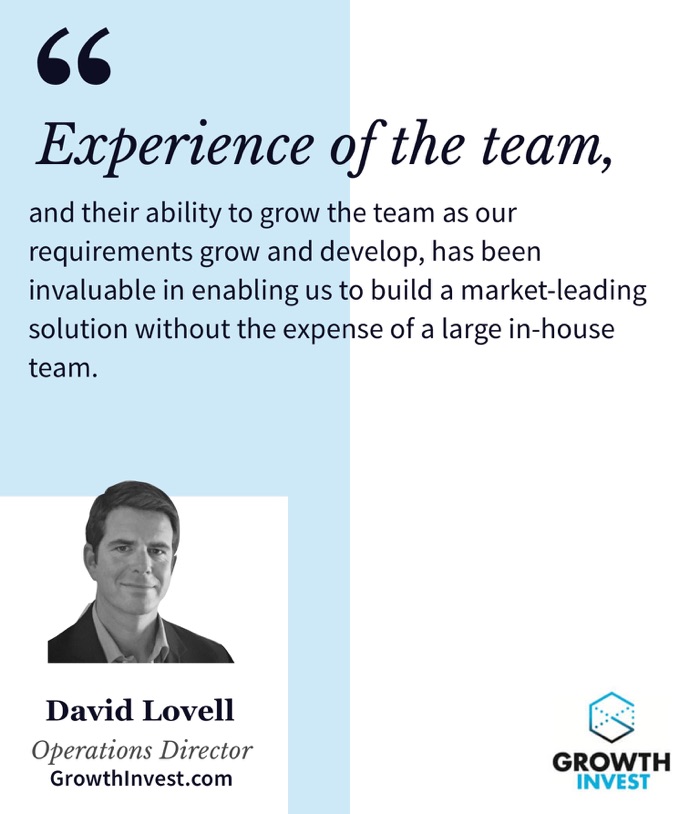 “
Experience of the team,
and their ability to grow the team as our
requirements grow and develop, has been
invaluable in enabling us to build a market-leading
solution without the expense of a large in-house
team.
David Lovell
Operations Director
GrowthInvest.com
GROWTH
INVEST